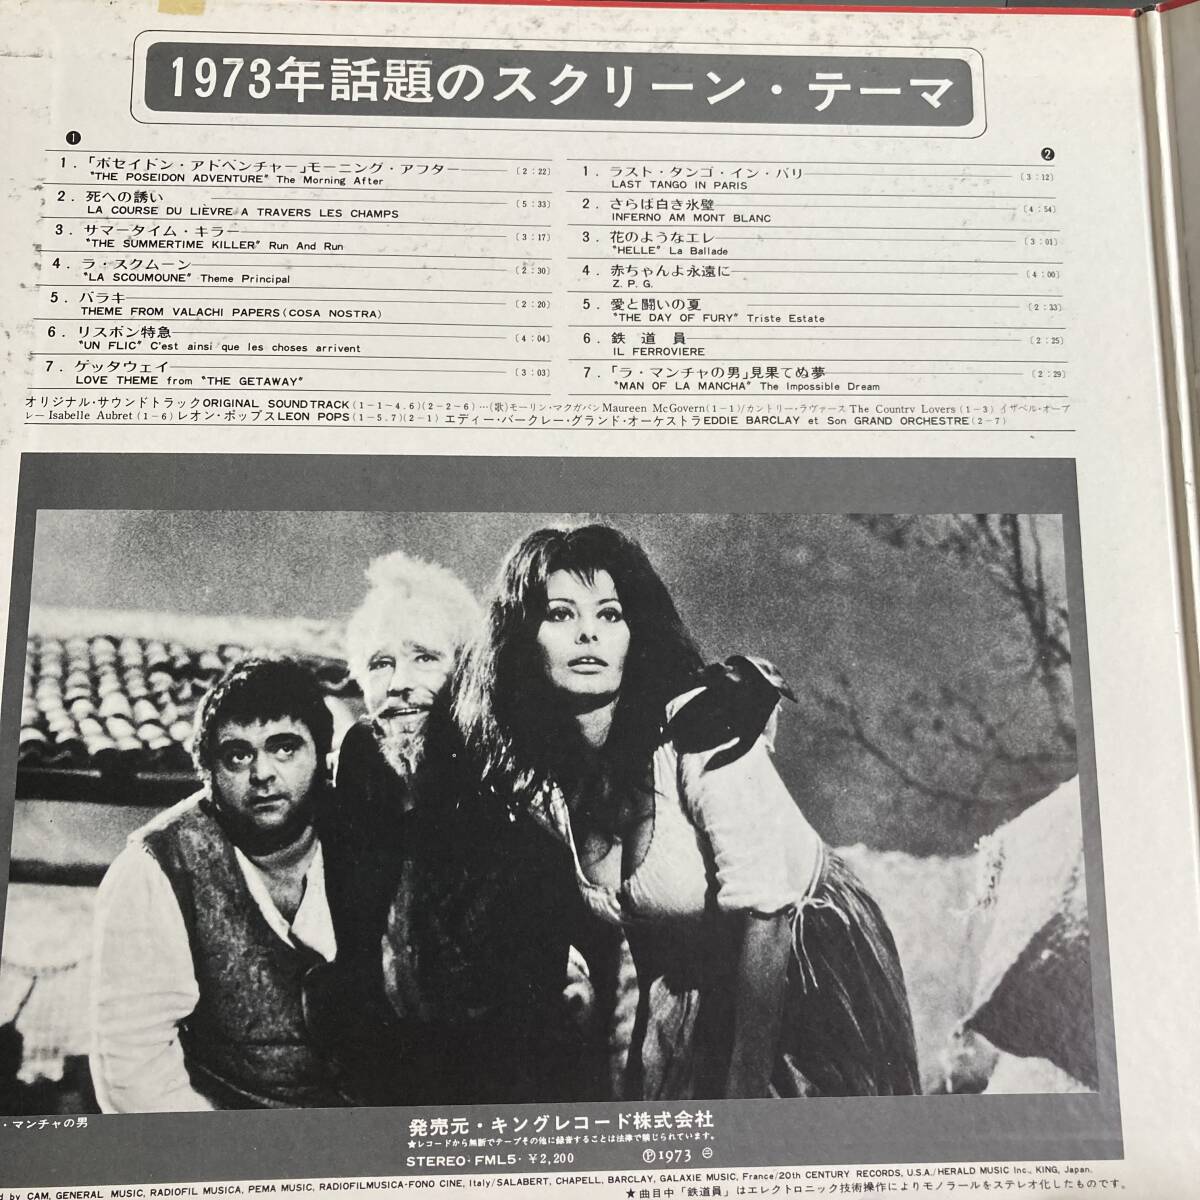 1973年話題のスクリーン・テーマ
1
1.「ポセイドン・アドベンチャー」モーニング・アフター (2:22)
"THE POSEIDON ADVENTURE" The Morning After
2. 死への誘い (5:33)
LA COURSE DU LIÈVRE A TRAVERS LES CHAMPS
3. サマータイム・キラー (3:17)
"THE SUMMERTIME KILLER" Run And Run
4. ラ・スクムーン (2:30)
"LA SCOUMOUNE" Theme Principal
5. バラキ (2:20)
THEME FROM VALACHI PAPERS (COSA NOSTRA)
6. リスボン特急 (4:04)
"UN FLIC" C'est ainsi que les choses arrivent
7. ゲッタウェイ (3:03)
LOVE THEME from "THE GETAWAY"
2
1. ラスト・タンゴ・イン・パリ (3:12)
LAST TANGO IN PARIS
2. さらば白き氷壁 (4:54)
INFERNO AM MONT BLANC
3. 花のようなエレ (3:01)
"HELLE" La Ballade
4. 赤ちゃんよ永遠に (4:00)
Z. P. G.
5. 愛と闘いの夏 (2:33)
"THE DAY OF FURY" Triste Estate
6. 鉄道員 (2:25)
IL FERROVIERE
7.「ラ・マンチャの男」見果てぬ夢 (2:29)
"MAN OF LA MANCHA" The Impossible Dream
オリジナル・サウンドトラックORIGINAL SOUNDTRACK(1-1~4.6)(2-2~6)…(歌)モーリン・マクガバンMaureen McGovern(1-1)/カントリー・ラヴァースThe Country Lovers(1-3)イザベル・オーブ
レーIsabelle Aubret(1-6)レオン・ポップスLEON POPS(1-5.7)(2-1)エディー・バークレー・グランド・オーケストラEDDIE BARCLAY et Son GRAND ORCHESTRE(2-7)
・マンチャの男
発売元・キングレコード株式会社
★レコードから無断でテープその他に録音することは法律で禁じられています。
STEREO・FML5・¥2,200 Ⓟ1973
d by CAM, GENERAL MUSIC, RADIOFIL MUSICA, PEMA MUSIC, RADIOFILMUSICA-FONO CINE, Italy/SALABERT, CHAPELL, BARCLAY, GALAXIE MUSIC, France/20th CENTURY RECORDS, U.S.A./HERALD MUSIC Inc., KING, Japan.
★曲目中「鉄道員」はエレクトロニック技術操作によりモノラールをステレオ化したものです。